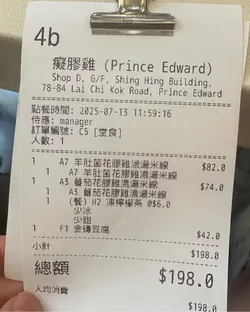 4b
癡膠雞 (Prince Edward)
Shop D, G/F, Shing Hing Building,
78-84 Lai Chi Kok Road, Prince Edward
點餐時間: 2025-07-13 11:59:16
侍應: manager
訂單編號: C5 [堂食]
人數: 1
1 A7 羊肚菌花膠雞濃湯米線 $82.0
1 A7 羊肚菌花膠雞濃湯米線
1 A3 番茄花膠雞濃湯米線 $74.0
1 A3 番茄花膠雞濃湯米線
1 (餐) H2 凍檸檬茶 @$6.0
少冰
少甜
1 F1 金磚豆腐 $42.0
小計 $198.0
總額 $198.0
人均消費 $198.0